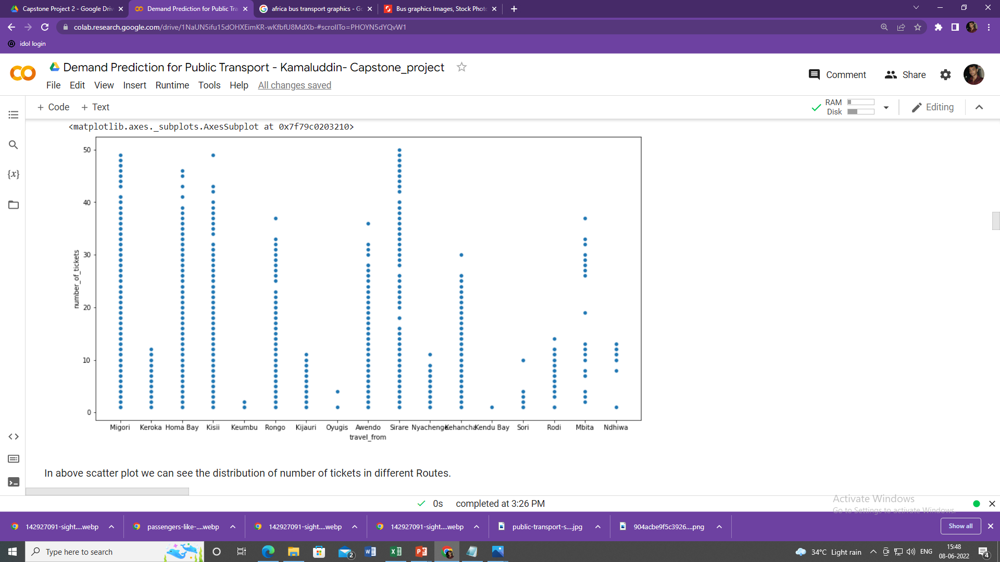 Capstone Project 2 - Google Driv
Demand Prediction for Public Tra
africa bus transport graphics - Go
Bus graphics Images, Stock Photo
colab.research.google.com/drive/1NaUN5ifu15dOHXEimKR-wKfbfU8MdXb-#scrollTo=PHOYN5dYQvW1
idol login
Demand Prediction for Public Transport - Kamaluddin- Capstone_project
Comment
Share
File Edit View Insert Runtime Tools Help All changes saved
+ Code + Text
RAM
Disk
Editing
<matplotlib.axes._subplots.AxesSubplot at 0x7f79c0203210>
{x}
50
40
30
20
10
0
number_of_tickets
Migori Keroka Homa Bay Kisii Keumbu Rongo Kijauri Oyugis Awendo Sirare Nyachenge Kehancha Kendu Bay Sori Rodi Mbita Ndhiwa
travel_from
In above scatter plot we can see the distribution of number of tickets in different Routes.
0s completed at 3:26 PM
Activate Windows
Go to Settings to activate Windows.
142927091-sight....webp
passengers-like-....webp
142927091-sight....webp
142927091-sight....webp
public-transport-s....jpg
904acbe9f5c3926....png
Show all
Type here to search
2
34°C Light rain
ENG
15:48
08-06-2022
4